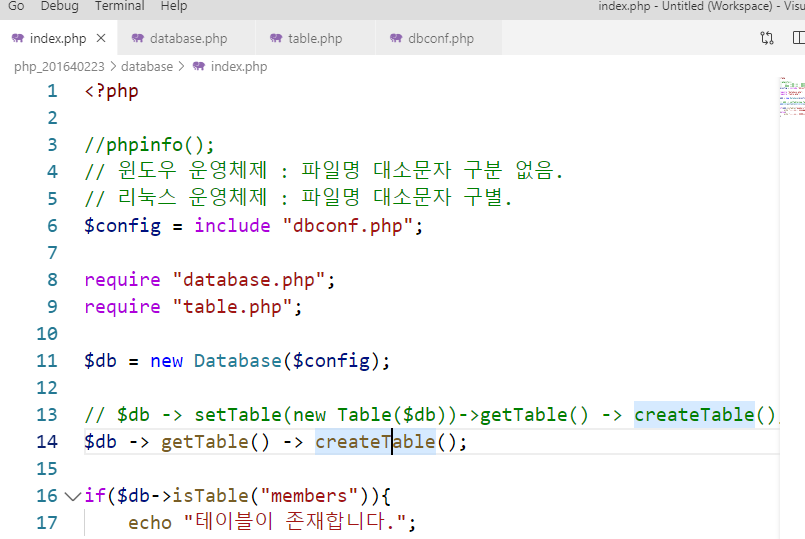 Go Debug Terminal Help index.php - Untitled (Workspace) - Visu
index.php database.php table.php dbconf.php
php_201640223 > database > index.php
1 <?php
2
3 //phpinfo();
4 // 윈도우 운영체제 : 파일명 대소문자 구분 없음.
5 // 리눅스 운영체제 : 파일명 대소문자 구별.
6 $config = include "dbconf.php";
7
8 require "database.php";
9 require "table.php";
10
11 $db = new Database($config);
12
13 // $db -> setTable(new Table($db))->getTable() -> createTable();
14 $db -> getTable() -> createTable();
15
16 if($db->isTable("members")){
17 echo "테이블이 존재합니다.";